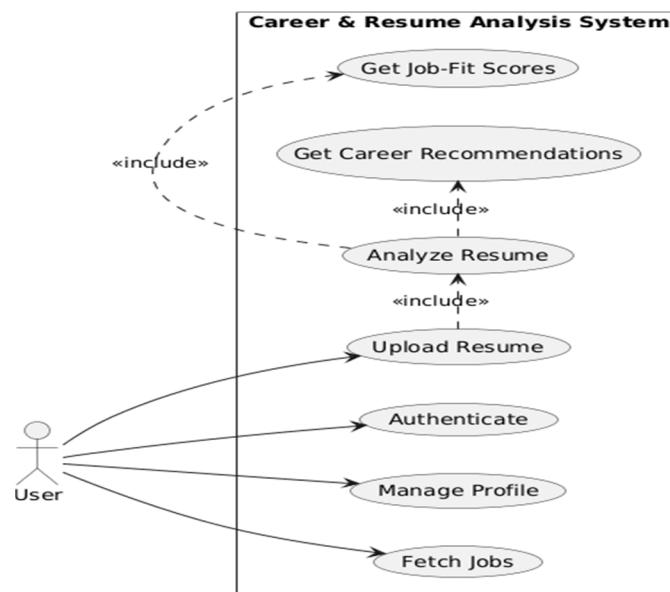 Career & Resume Analysis System
Get Job-Fit Scores
«include»
Get Career Recommendations
«include»
Analyze Resume
«include»
Upload Resume
Authenticate
Manage Profile
User
Fetch Jobs